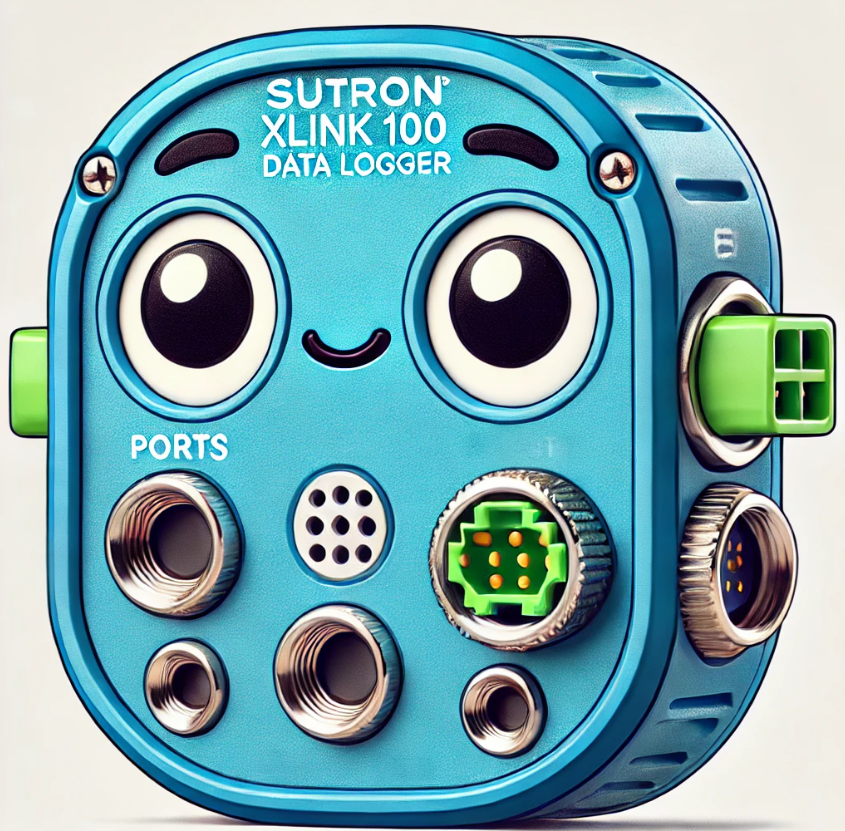 SUTRON
XLINK 100
DATA LOGGER
PORTS